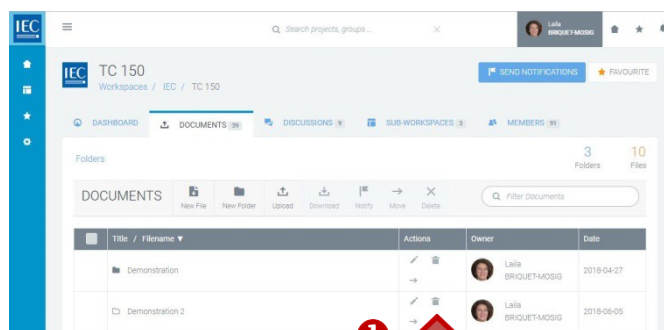 IEC
Search projects, groups ...
Laila
BRIQUET-MOSIG
IEC
TC 150
Workspaces / IEC / TC 150
SEND NOTIFICATIONS
FAVOURITE
DASHBOARD
DOCUMENTS 39
DISCUSSIONS 9
SUB-WORKSPACES 2
MEMBERS 91
Folders
3
Folders
10
Files
DOCUMENTS
New File
New Folder
Upload
Download
Notify
Move
Delete
Filter Documents
Title / Filename
Actions
Owner
Date
Demonstration
Laila
BRIQUET-MOSIG
2018-04-27
Demonstration 2
Laila
BRIQUET-MOSIG
2018-06-05
1